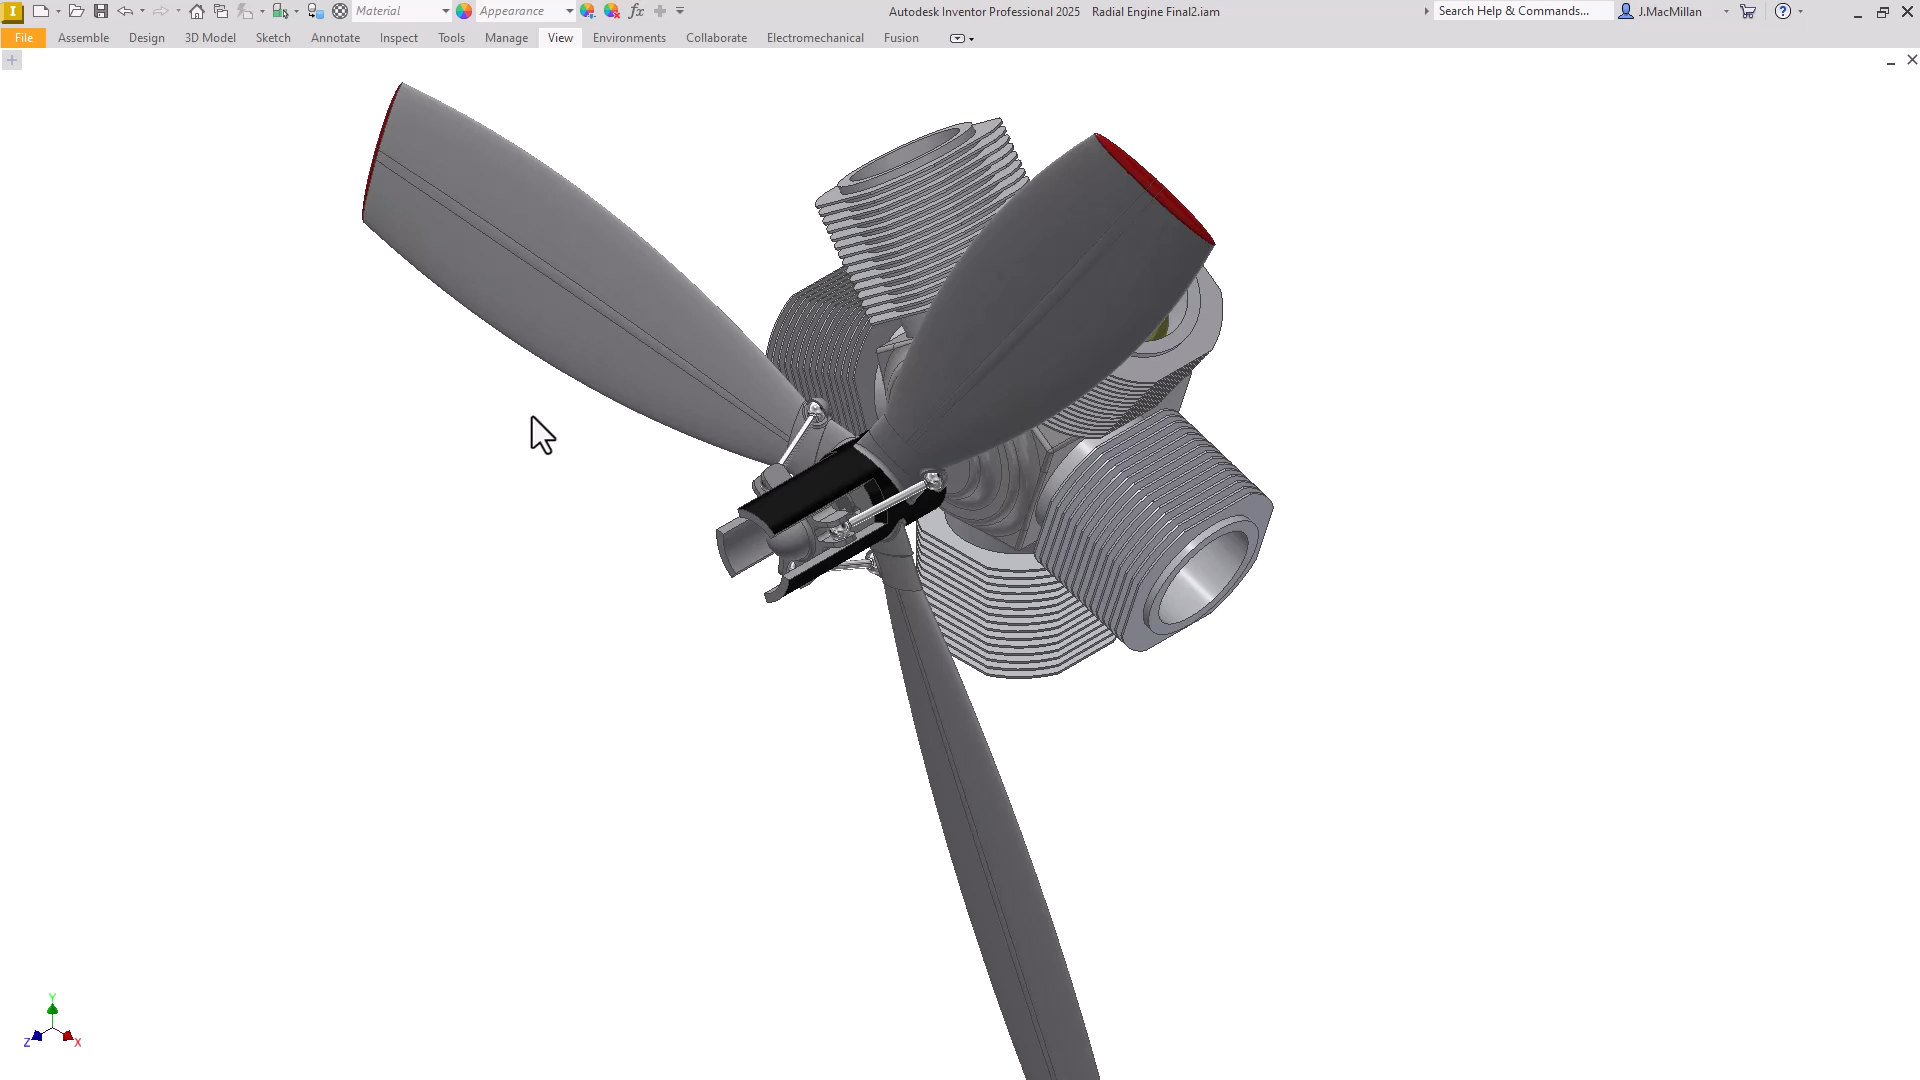 I Material Appearance fx Autodesk Inventor Professional 2025 Radial Engine Final2.iam Search Help & Commands... J.MacMillan
File Assemble Design 3D Model Sketch Annotate Inspect Tools Manage View Environments Collaborate Electromechanical Fusion
Y
Z X